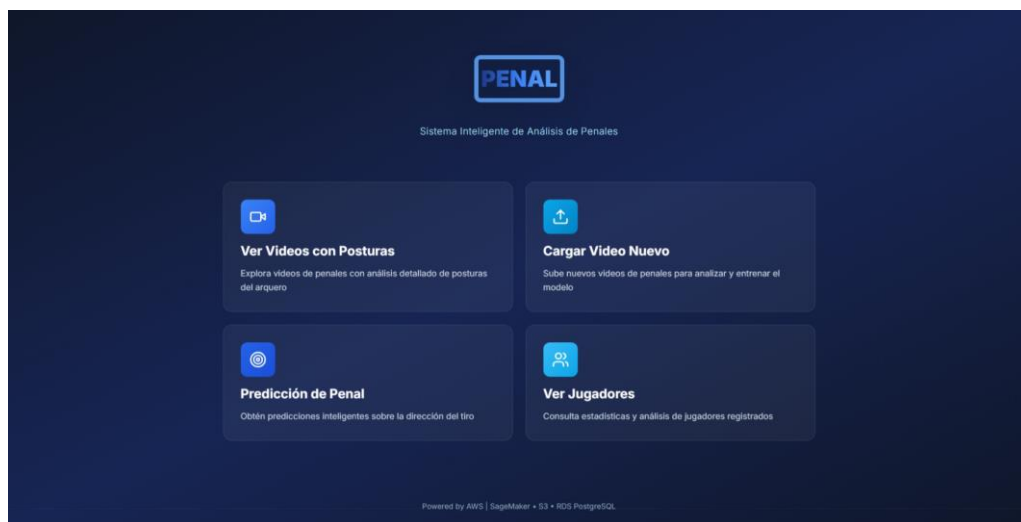 PENAL
Sistema Inteligente de Análisis de Penales
Ver Videos con Posturas
Explora videos de penales con análisis detallado de posturas
del arquero
Cargar Video Nuevo
Sube nuevos videos de penales para analizar y entrenar el
modelo
Predicción de Penal
Obtén predicciones inteligentes sobre la dirección del tiro
Ver Jugadores
Consulta estadísticas y análisis de jugadores registrados
Powered by AWS | SageMaker • S3 • RDS PostgreSQL